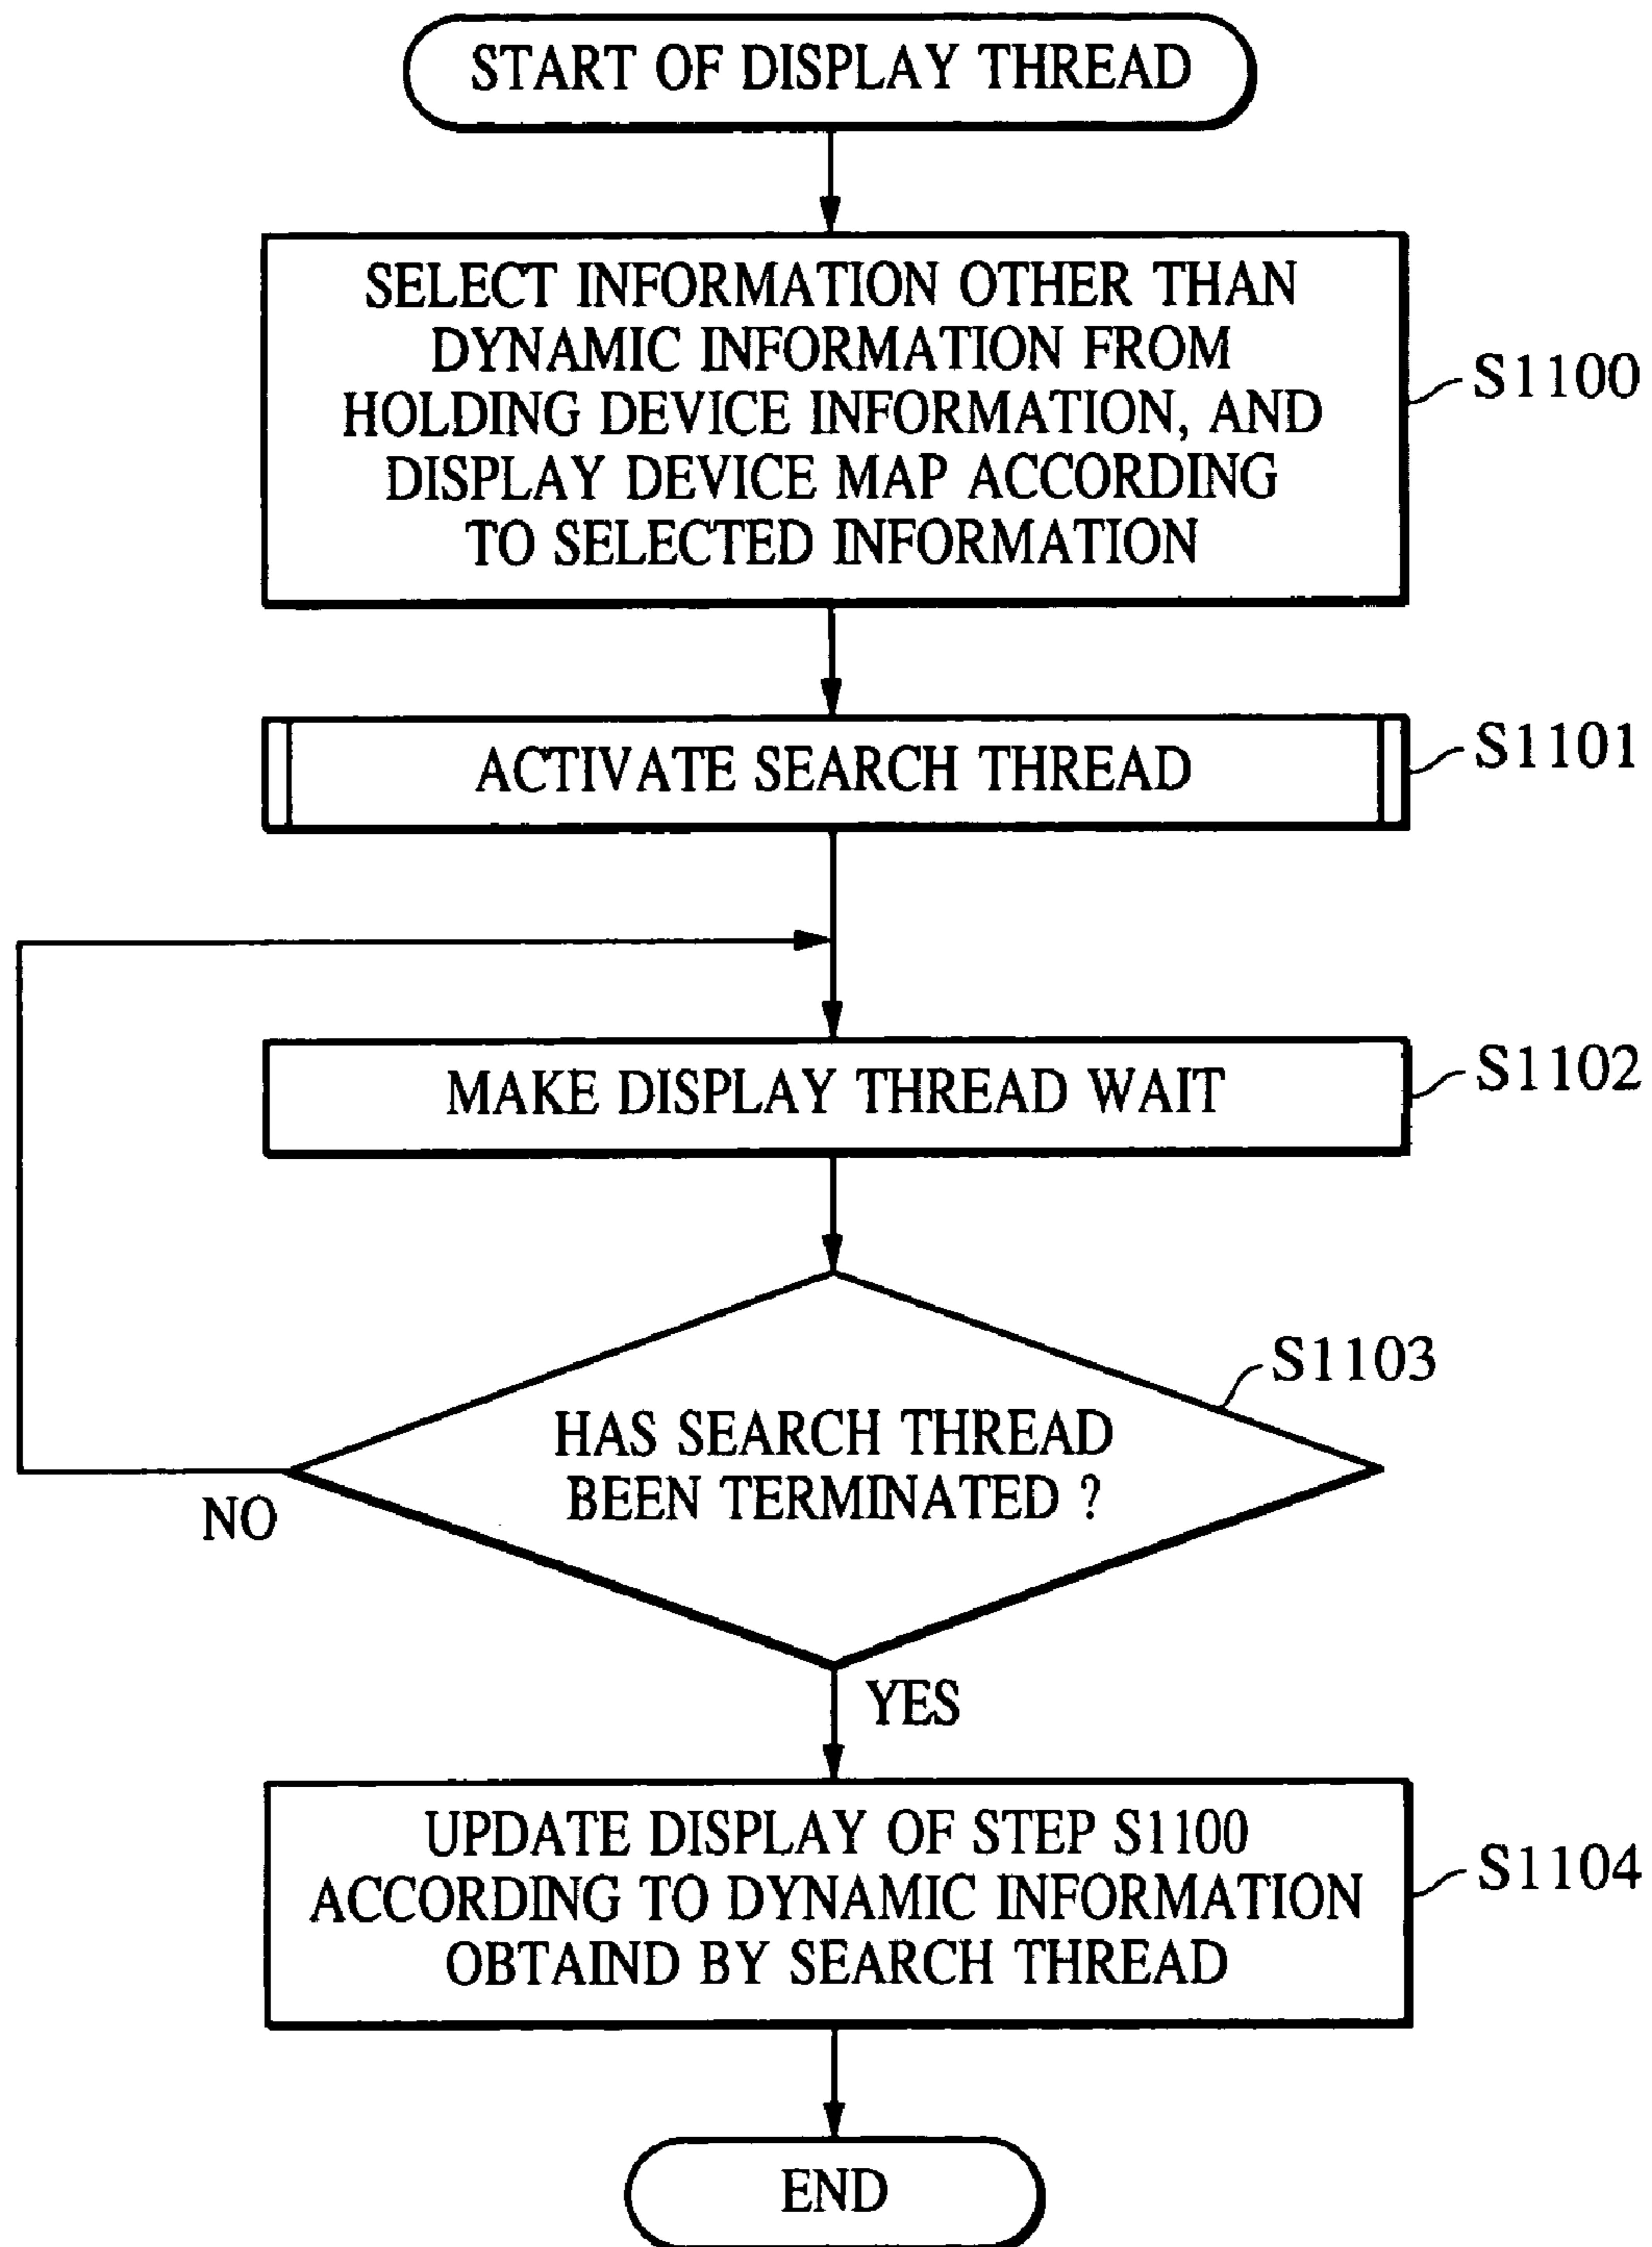 START OF DISPLAY THREAD
SELECT INFORMATION OTHER THAN
DYNAMIC INFORMATION FROM
HOLDING DEVICE INFORMATION, AND
DISPLAY DEVICE MAP ACCORDING
TO SELECTED INFORMATION
S1100
ACTIVATE SEARCH THREAD
S1101
MAKE DISPLAY THREAD WAIT
S1102
S1103
HAS SEARCH THREAD
BEEN TERMINATED ?
NO
YES
UPDATE DISPLAY OF STEP S1100
ACCORDING TO DYNAMIC INFORMATION
OBTAIND BY SEARCH THREAD
S1104
END